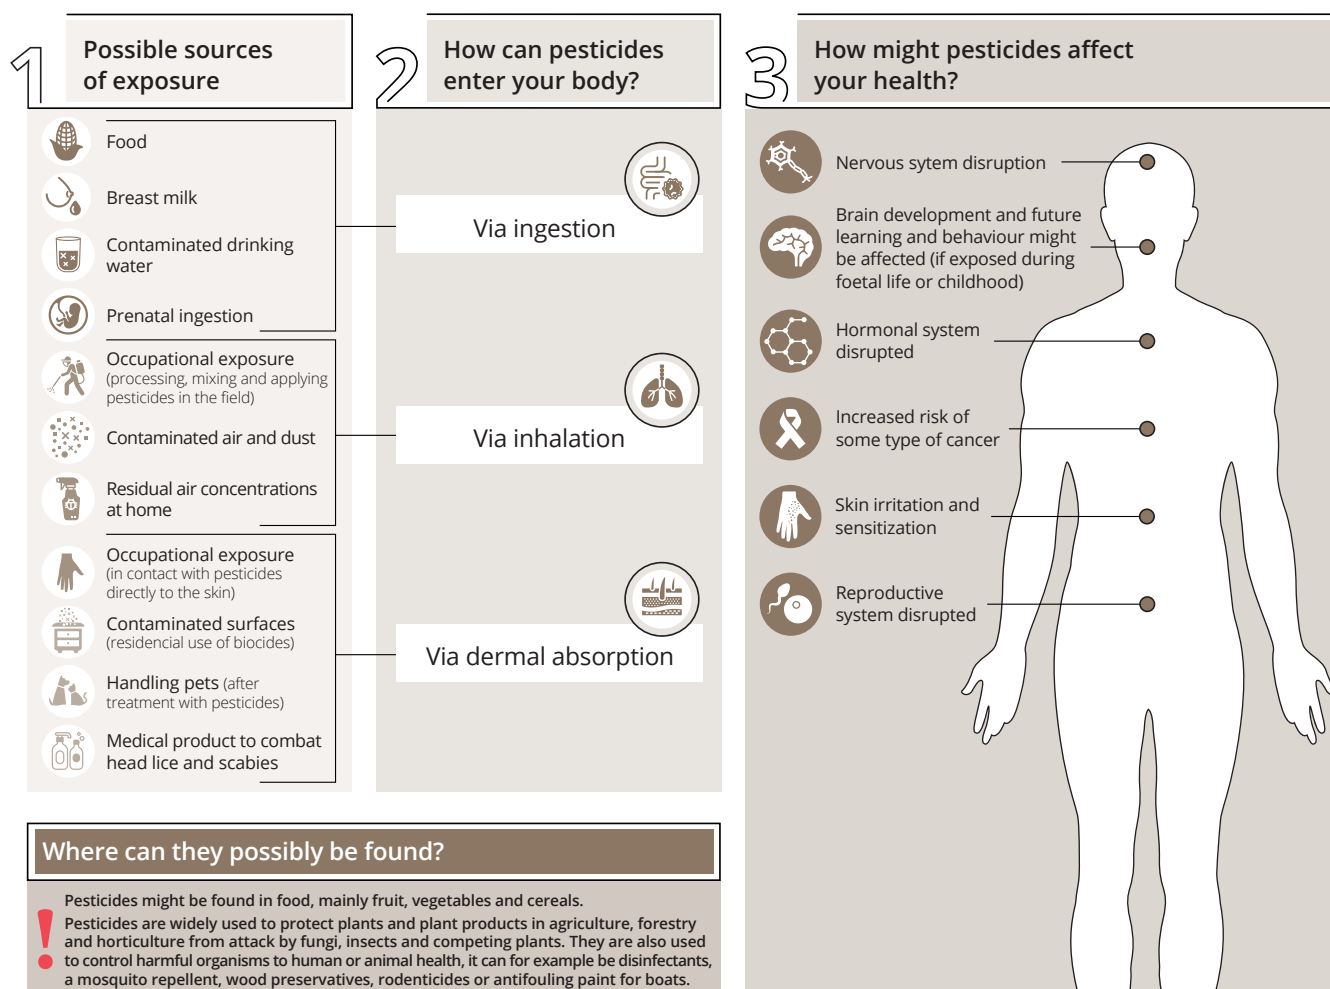 1
Possible sources
of exposure
Food
Breast milk
Contaminated drinking
water
Prenatal ingestion
Occupational exposure
(processing, mixing and applying
pesticides in the field)
Contaminated air and dust
Residual air concentrations
at home
Occupational exposure
(in contact with pesticides
directly to the skin)
Contaminated surfaces
(residencial use of biocides)
Handling pets (after
treatment with pesticides)
Medical product to combat
head lice and scabies
2
How can pesticides
enter your body?
Via ingestion
Via inhalation
Via dermal absorption
3
How might pesticides affect
your health?
Nervous sytem disruption
Brain development and future
learning and behaviour might
be affected (if exposed during
foetal life or childhood)
Hormonal system
disrupted
Increased risk of
some type of cancer
Skin irritation and
sensitization
Reproductive
system disrupted
Where can they possibly be found?
Pesticides might be found in food, mainly fruit, vegetables and cereals.
! Pesticides are widely used to protect plants and plant products in agriculture, forestry
and horticulture from attack by fungi, insects and competing plants. They are also used
to control harmful organisms to human or animal health, it can for example be disinfectants,
a mosquito repellent, wood preservatives, rodenticides or antifouling paint for boats.